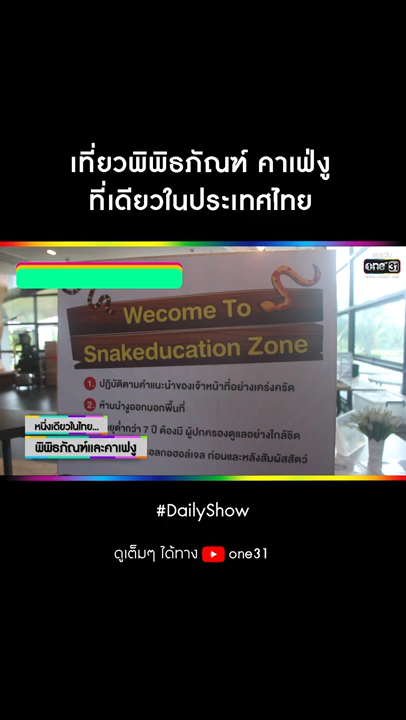 เที่ยวพิพิธภัณฑ์ คาเฟ่งู
ที่เดียวในประเทศไทย
one 31
Wecome To
Snakeducation Zone
1. ปฏิบัติตามคำแนะนำของเจ้าหน้าที่อย่างเคร่งครัด
2. ห้ามนำงูออกนอกพื้นที่
ยุต่ำกว่า 7 ปี ต้องมี ผู้ปกครองดูแลอย่างใกล้ชิด
อลกอฮอล์เจล ก่อนและหลังสัมผัสสัตว์
หนึ่งเดียวในไทย...
พิพิธภัณฑ์และคาเฟ่งู
#DailyShow
ดูเต็มๆ ได้ทาง one31